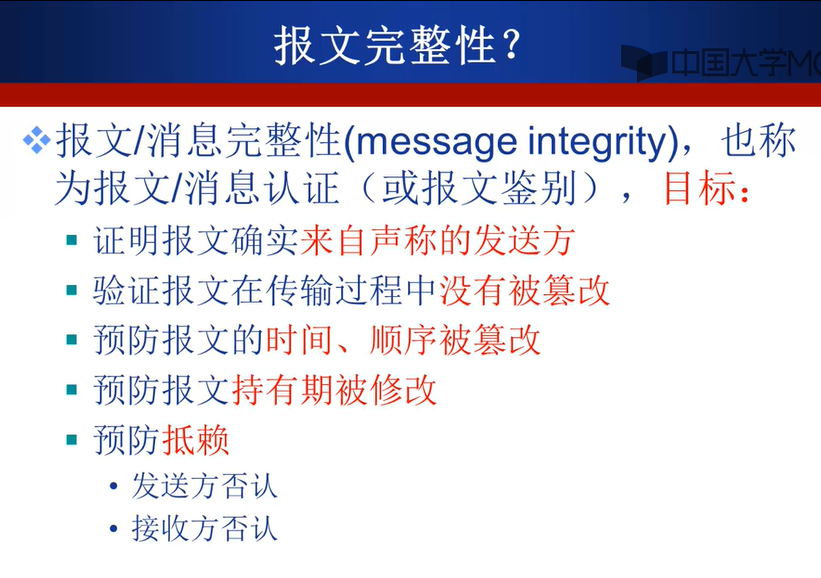 报文完整性?
中国大学MO
报文/消息完整性(message integrity)，也称
为报文/消息认证（或报文鉴别），目标：
证明报文确实来自声称的发送方
验证报文在传输过程中没有被篡改
预防报文的时间、顺序被篡改
预防报文持有期被修改
预防抵赖
• 发送方否认
• 接收方否认